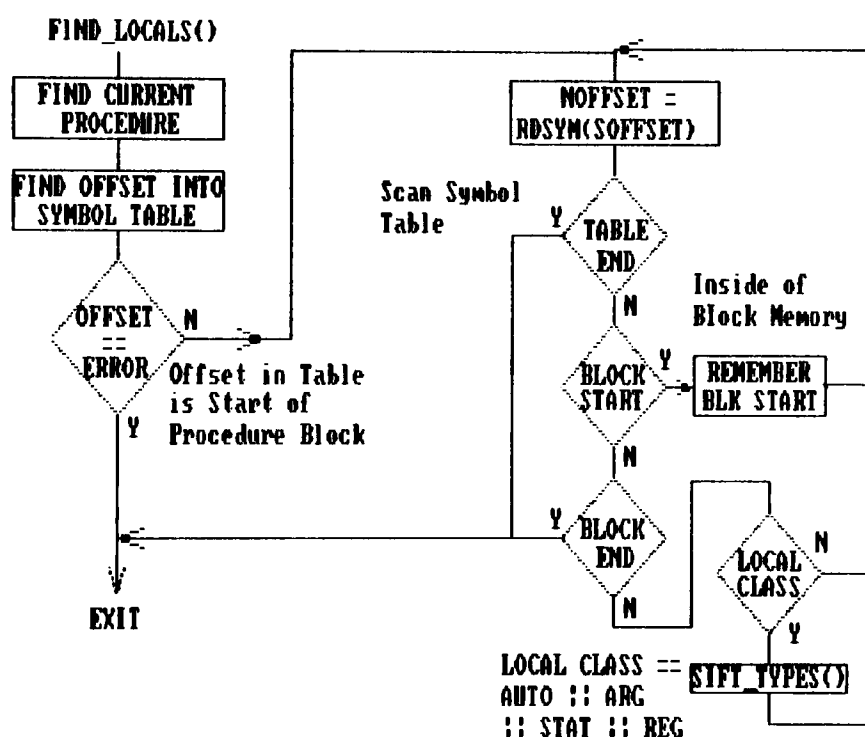 FIND_LOCALS()
FIND CURRENT
PROCEDURE
FIND OFFSET INTO
SYMBOL TABLE
OFFSET
==
ERROR
N
Y
Offset in Table
is Start of
Procedure Block
EXIT
NOFFSET =
RDSYM(SOFFSET)
Scan Symbol
Table
Y
TABLE
END
N
Inside of
Block Memory
BLOCK
START
Y
REMEMBER
BLK START
N
Y
BLOCK
END
N
LOCAL
CLASS
N
Y
SIFT_TYPES()
LOCAL CLASS ==
AUTO || ARG
|| STAT || REG